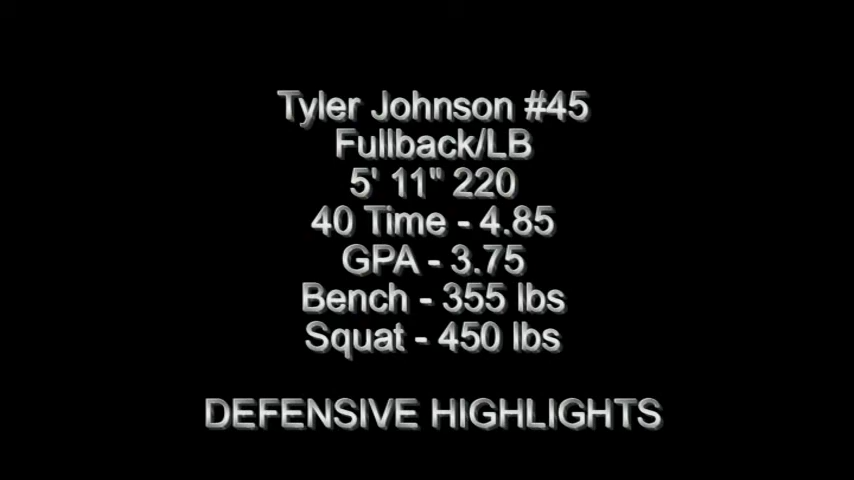 Tyler Johnson #45
Fullback/LB
5' 11" 220
40 Time - 4.85
GPA - 3.75
Bench - 355 lbs
Squat - 450 lbs
DEFENSIVE HIGHLIGHTS